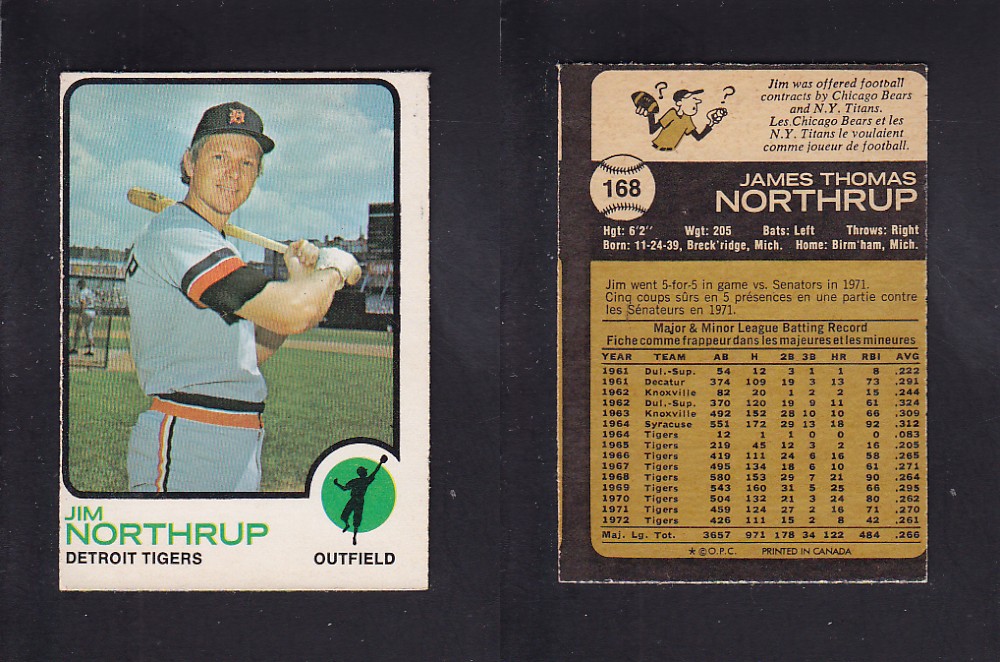 JIM
NORTHRUP
DETROIT TIGERS
OUTFIELD
Jim was offered football
contracts by Chicago Bears
and N.Y. Titans.
Les Chicago Bears et les
N.Y. Titans le voulaient
comme joueur de football.
? ?
168
JAMES THOMAS
NORTHRUP
Hgt: 6'2" Wgt: 205 Bats: Left Throws: Right
Born: 11-24-39, Breck'ridge, Mich. Home: Birm'ham, Mich.
Jim went 5-for-5 in game vs. Senators in 1971.
Cinq coups sûrs en 5 présences en une partie contre
les Sénateurs en 1971.
Major & Minor League Batting Record
Fiche comme frappeur dans les majeures et les mineures
YEAR TEAM AB H 2B 3B HR RBI AVG
1961 Dul.-Sup. 54 12 3 1 1 8 .222
1961 Decatur 374 109 19 3 13 73 .291
1962 Knoxville 82 20 1 2 2 15 .244
1962 Dul.-Sup. 370 120 19 9 11 61 .324
1963 Knoxville 492 152 28 10 10 66 .309
1964 Syracuse 551 172 29 13 18 92 .312
1964 Tigers 12 1 1 0 0 0 .083
1965 Tigers 219 45 12 3 2 16 .205
1966 Tigers 419 111 24 6 16 58 .265
1967 Tigers 495 134 18 6 10 61 .271
1968 Tigers 580 153 29 7 21 90 .264
1969 Tigers 543 160 31 5 25 66 .295
1970 Tigers 504 132 21 3 24 80 .262
1971 Tigers 459 124 27 2 16 71 .270
1972 Tigers 426 111 15 2 8 42 .261
Maj. Lg. Tot. 3657 971 178 34 122 484 .266
* © O.P.C. PRINTED IN CANADA